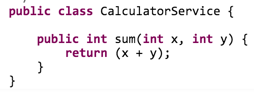 public class CalculatorService {
public int sum(int x, int y) {
return (x + y);
}
}